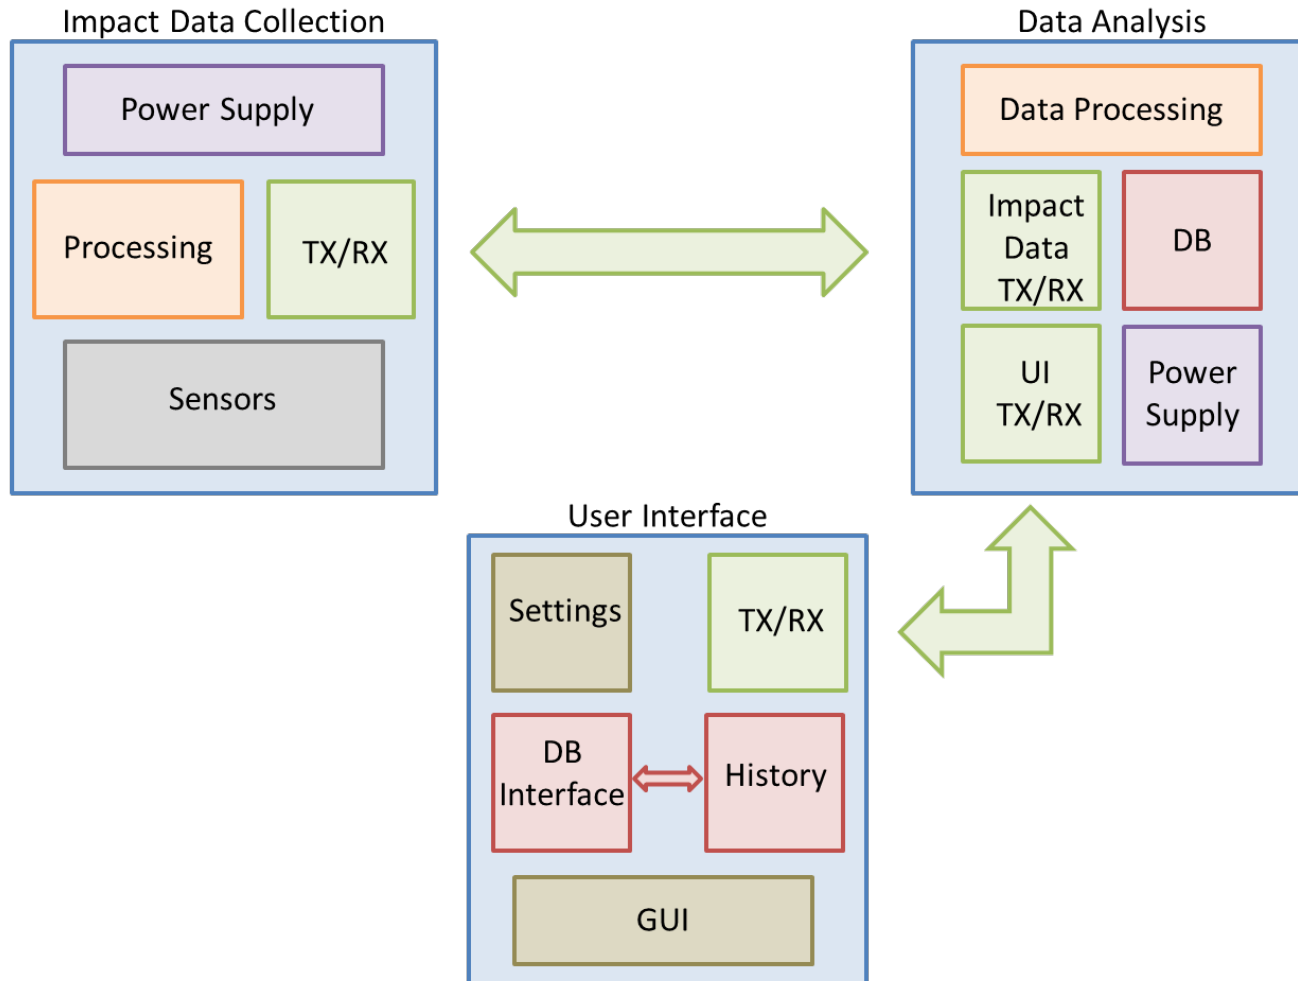 Impact Data Collection
Power Supply
Processing
TX/RX
Sensors
Data Analysis
Data Processing
Impact
Data
TX/RX
DB
UI
TX/RX
Power
Supply
User Interface
Settings
TX/RX
DB
Interface
History
GUI